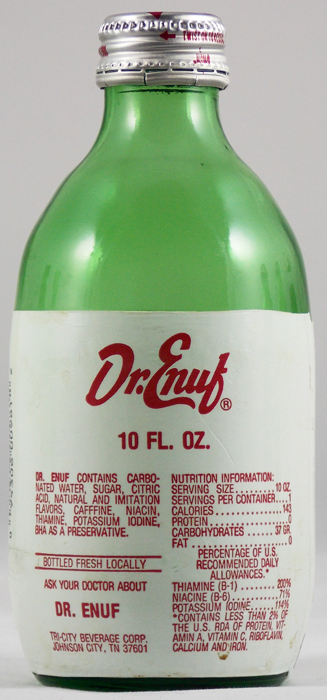 Dr. Enuf®
10 FL. OZ.
DR. ENUF CONTAINS CARBO-
NATED WATER, SUGAR, CITRIC
ACID, NATURAL AND IMITATION
FLAVORS, CAFFFINE, NIACIN,
THIAMINE, POTASSIUM IODINE,
BHA AS A PRESERVATIVE.
BOTTLED FRESH LOCALLY
ASK YOUR DOCTOR ABOUT
DR. ENUF
TRI-CITY BEVERAGE CORP.
JOHNSON CITY, TN 37601
NUTRITION INFORMATION:
SERVING SIZE..........10 OZ.
SERVINGS PER CONTAINER....1
CALORIES................143
PROTEIN...................0
CARBOHYDRATES.......37 GR.
FAT.......................0
PERCENTAGE OF U.S.
RECOMMENDED DAILY
ALLOWANCES.*
THIAMINE (B-1)........200%
NIACINE (B-6)..........71%
POTASSIUM IODINE.....114%
*CONTAINS LESS THAN 2% OF
THE U.S. RDA OF PROTEIN, VIT-
AMIN A, VITAMIN C, RIBOFLAVIN,
CALCIUM AND IRON.